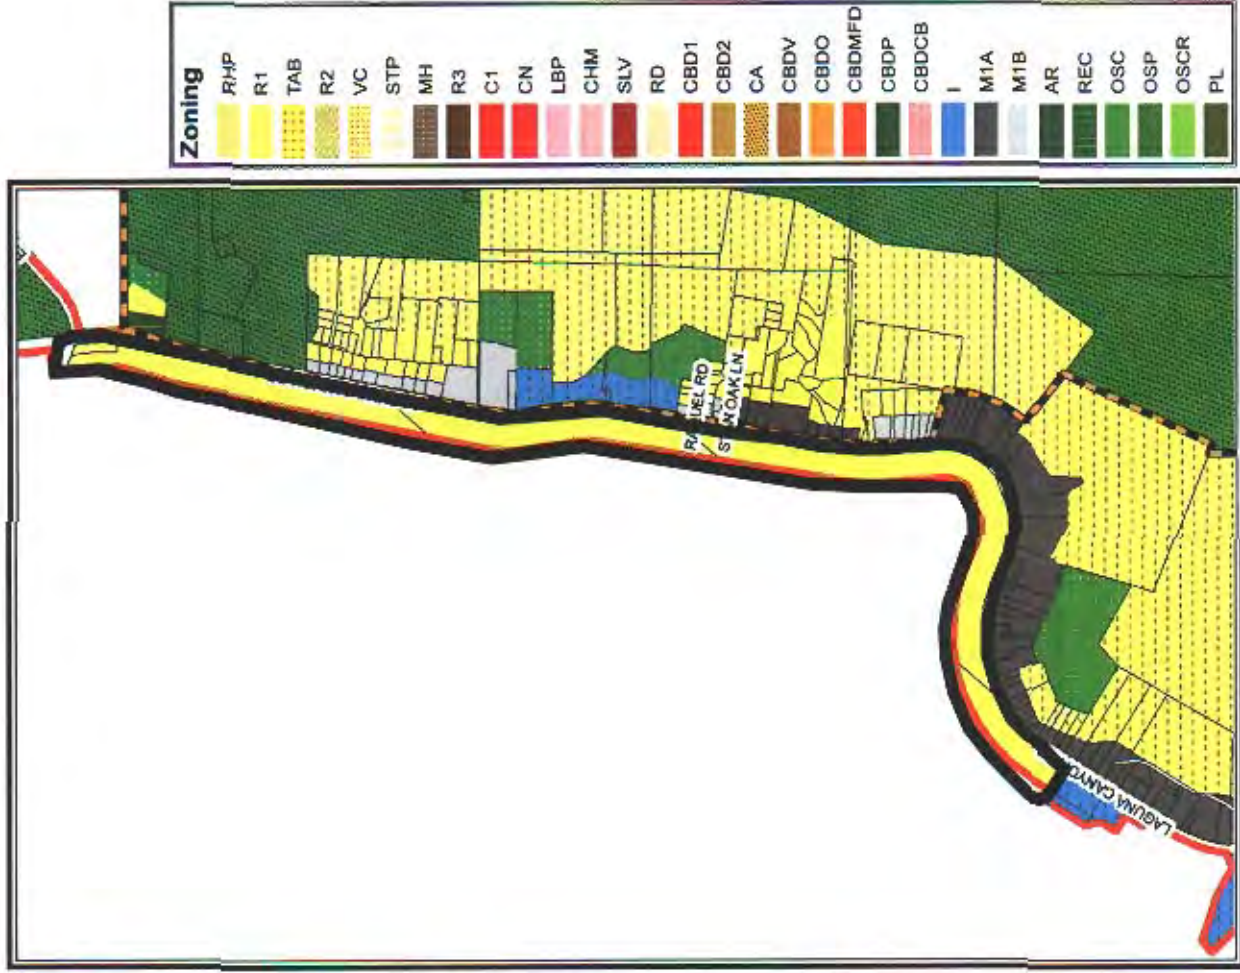 Zoning
RHP
R1
TAB
R2
VC
STP
MH
R3
C1
CN
LBP
CHM
SLV
RD
CBD1
CBD2
CA
CBDV
CBDO
CBDMFD
CBDP
CBDCB
I
M1A
M1B
AR
REC
OSC
OSP
OSCR
PL
OAK LN
LAGUNA CANYO